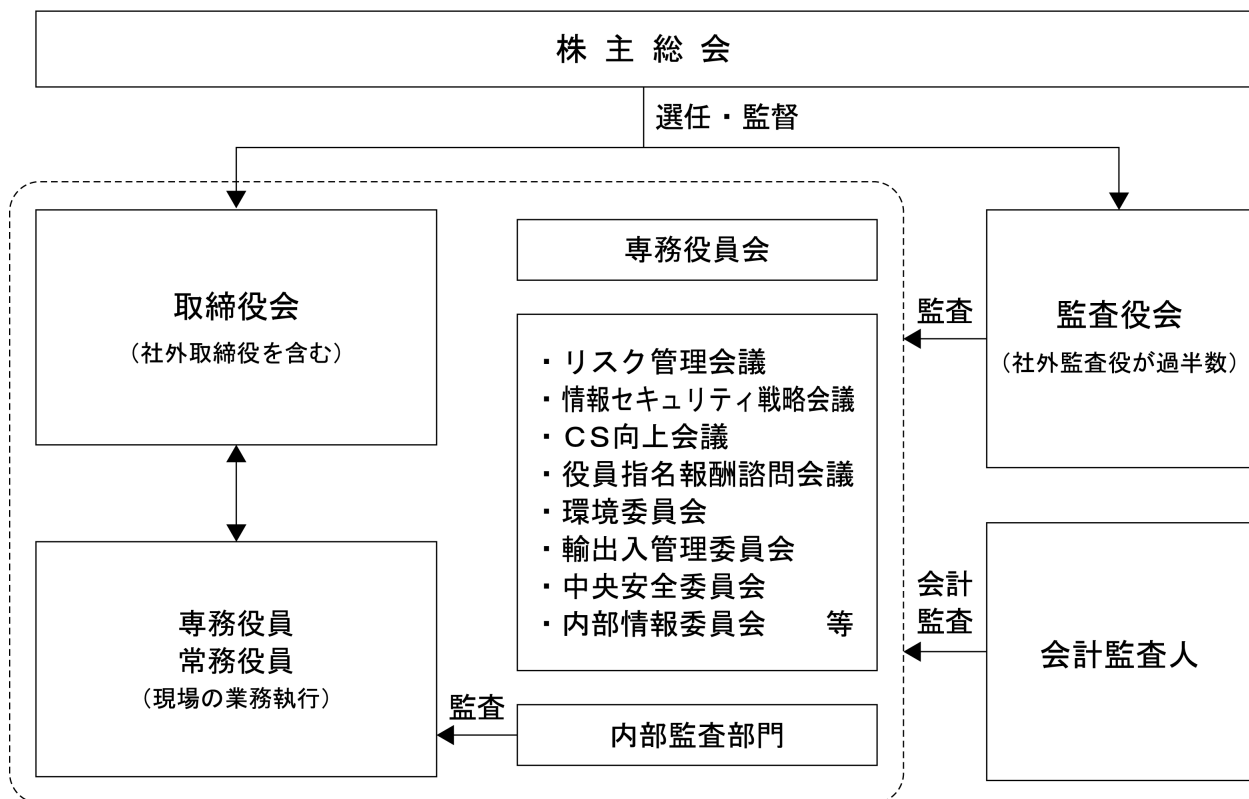 株主総会
選任・監督
取締役会
（社外取締役を含む）
専務役員会
・リスク管理会議
・情報セキュリティ戦略会議
・CS向上会議
・役員指名報酬諮問会議
・環境委員会
・輸出入管理委員会
・中央安全委員会
・内部情報委員会　　等
監査
監査役会
（社外監査役が過半数）
専務役員
常務役員
（現場の業務執行）
監査
内部監査部門
会計
監査
会計監査人